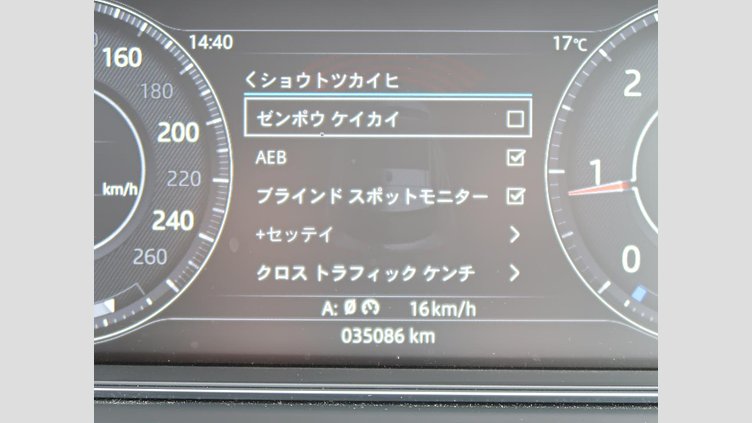 14:40
17℃
160
180
200
220
240
260
km/h
くショウトツカイヒ
ゼンポウ ケイカイ
AEB
ブラインド スポットモニター
+セッテイ
クロス トラフィック ケンチ
A: Ø
16km/h
035086 km
2
1
0